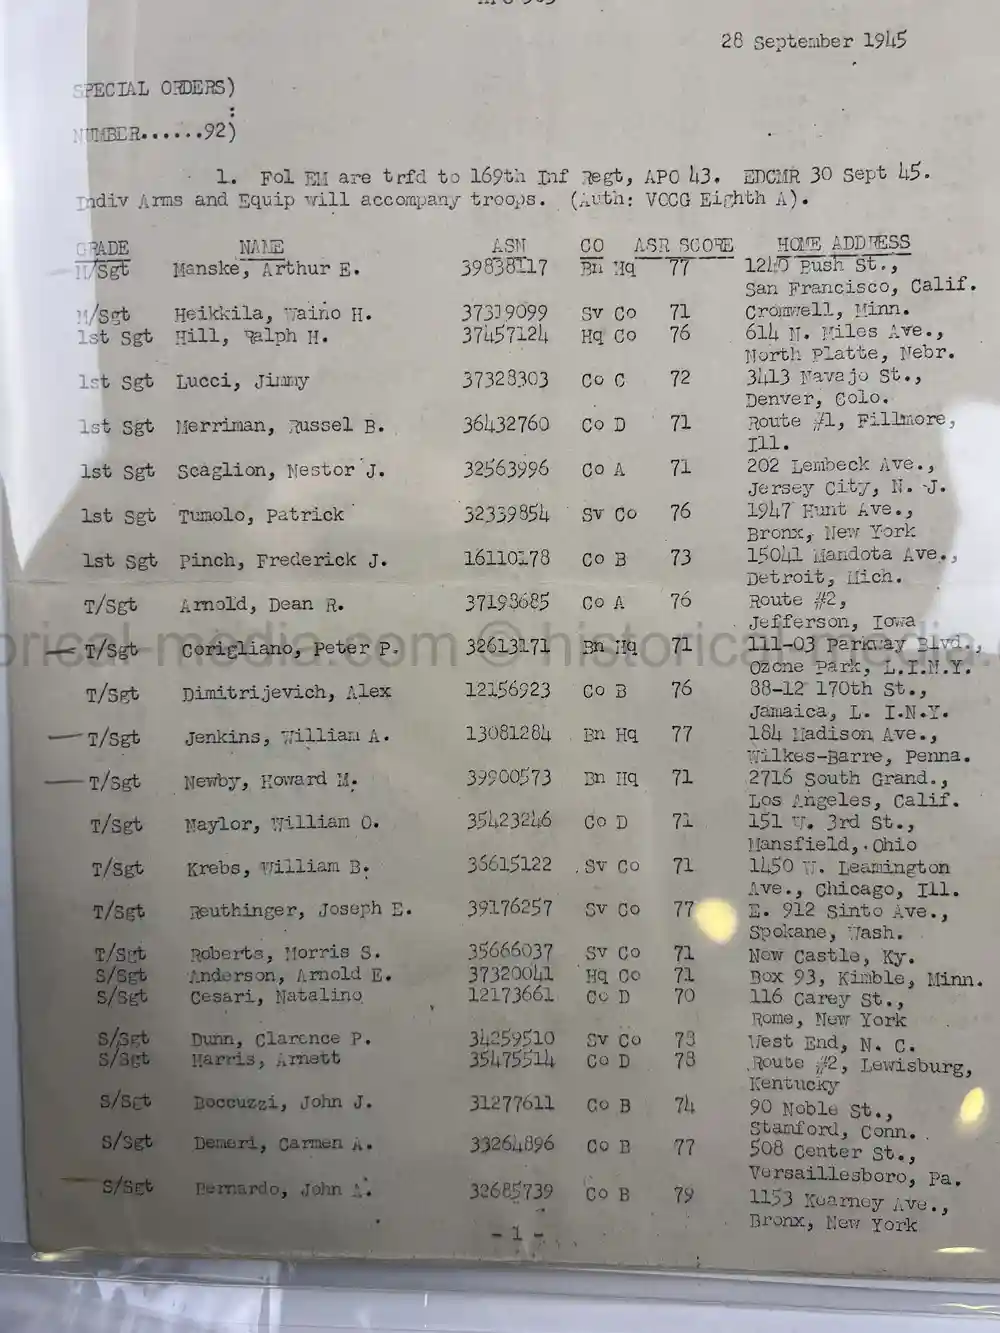 28 September 1945
SPECIAL ORDERS)
:
NUMBER......92)
1. Fol EM are trfd to 169th Inf Regt, APO 43. EDCMR 30 Sept 45.
Indiv Arms and Equip will accompany troops. (Auth: VOCG Eighth A).
GRADE NAME ASN CO ASR SCORE HOME ADDRESS
M/Sgt Manske, Arthur E. 39838117 Bn Hq 77 1240 Bush St.,
San Francisco, Calif.
M/Sgt Heikkila, Waino H. 37319099 Sv Co 71 Cromwell, Minn.
1st Sgt Hill, Ralph H. 37457124 Hq Co 76 614 N. Miles Ave.,
North Platte, Nebr.
1st Sgt Lucci, Jimmy 37328303 Co C 72 3413 Navajo St.,
Denver, Colo.
1st Sgt Merriman, Russel B. 36432760 Co D 71 Route #1, Fillmore,
Ill.
1st Sgt Scaglion, Nestor J. 32563996 Co A 71 202 Lembeck Ave.,
Jersey City, N. J.
1st Sgt Tumolo, Patrick 32339854 Sv Co 76 1947 Hunt Ave.,
Bronx, New York
1st Sgt Pinch, Frederick J. 16110178 Co B 73 15041 Mandota Ave.,
Detroit, Mich.
T/Sgt Arnold, Dean R. 37193685 Co A 76 Route #2,
Jefferson, Iowa
T/Sgt Corigliano, Peter P. 32613171 Bn Hq 71 111-03 Parkway Blvd.,
Ozone Park, L.I.N.Y.
T/Sgt Dimitrijevich, Alex 12156923 Co B 76 88-12 170th St.,
Jamaica, L. I.N.Y.
T/Sgt Jenkins, William A. 13081284 Bn Hq 77 184 Madison Ave.,
Wilkes-Barre, Penna.
T/Sgt Newby, Howard M. 39900573 Bn Hq 71 2716 South Grand.,
Los Angeles, Calif.
T/Sgt Naylor, William O. 35423246 Co D 71 151 W. 3rd St.,
Mansfield, Ohio
T/Sgt Krebs, William B. 36615122 Sv Co 71 1450 W. Leamington
Ave., Chicago, Ill.
T/Sgt Reuthinger, Joseph E. 39176257 Sv Co 77 E. 912 Sinto Ave.,
Spokane, Wash.
T/Sgt Roberts, Morris S. 35666037 Sv Co 71 New Castle, Ky.
S/Sgt Anderson, Arnold E. 37320041 Hq Co 71 Box 93, Kimble, Minn.
S/Sgt Cesari, Natalino 12173661 Co D 70 116 Carey St.,
Rome, New York
S/Sgt Dunn, Clarence P. 34259510 Sv Co 78 West End, N. C.
S/Sgt Harris, Arnett 35475514 Co D 78 Route #2, Lewisburg,
Kentucky
S/Sgt Boccuzzi, John J. 31277611 Co B 74 90 Noble St.,
Stamford, Conn.
S/Sgt Demeri, Carmen A. 33264896 Co B 77 508 Center St.,
Versaillesboro, Pa.
S/Sgt Bernardo, John A. 32685739 Co B 79 1153 Kearney Ave.,
Bronx, New York
- 1 -
historical-media.com © historical-media.com